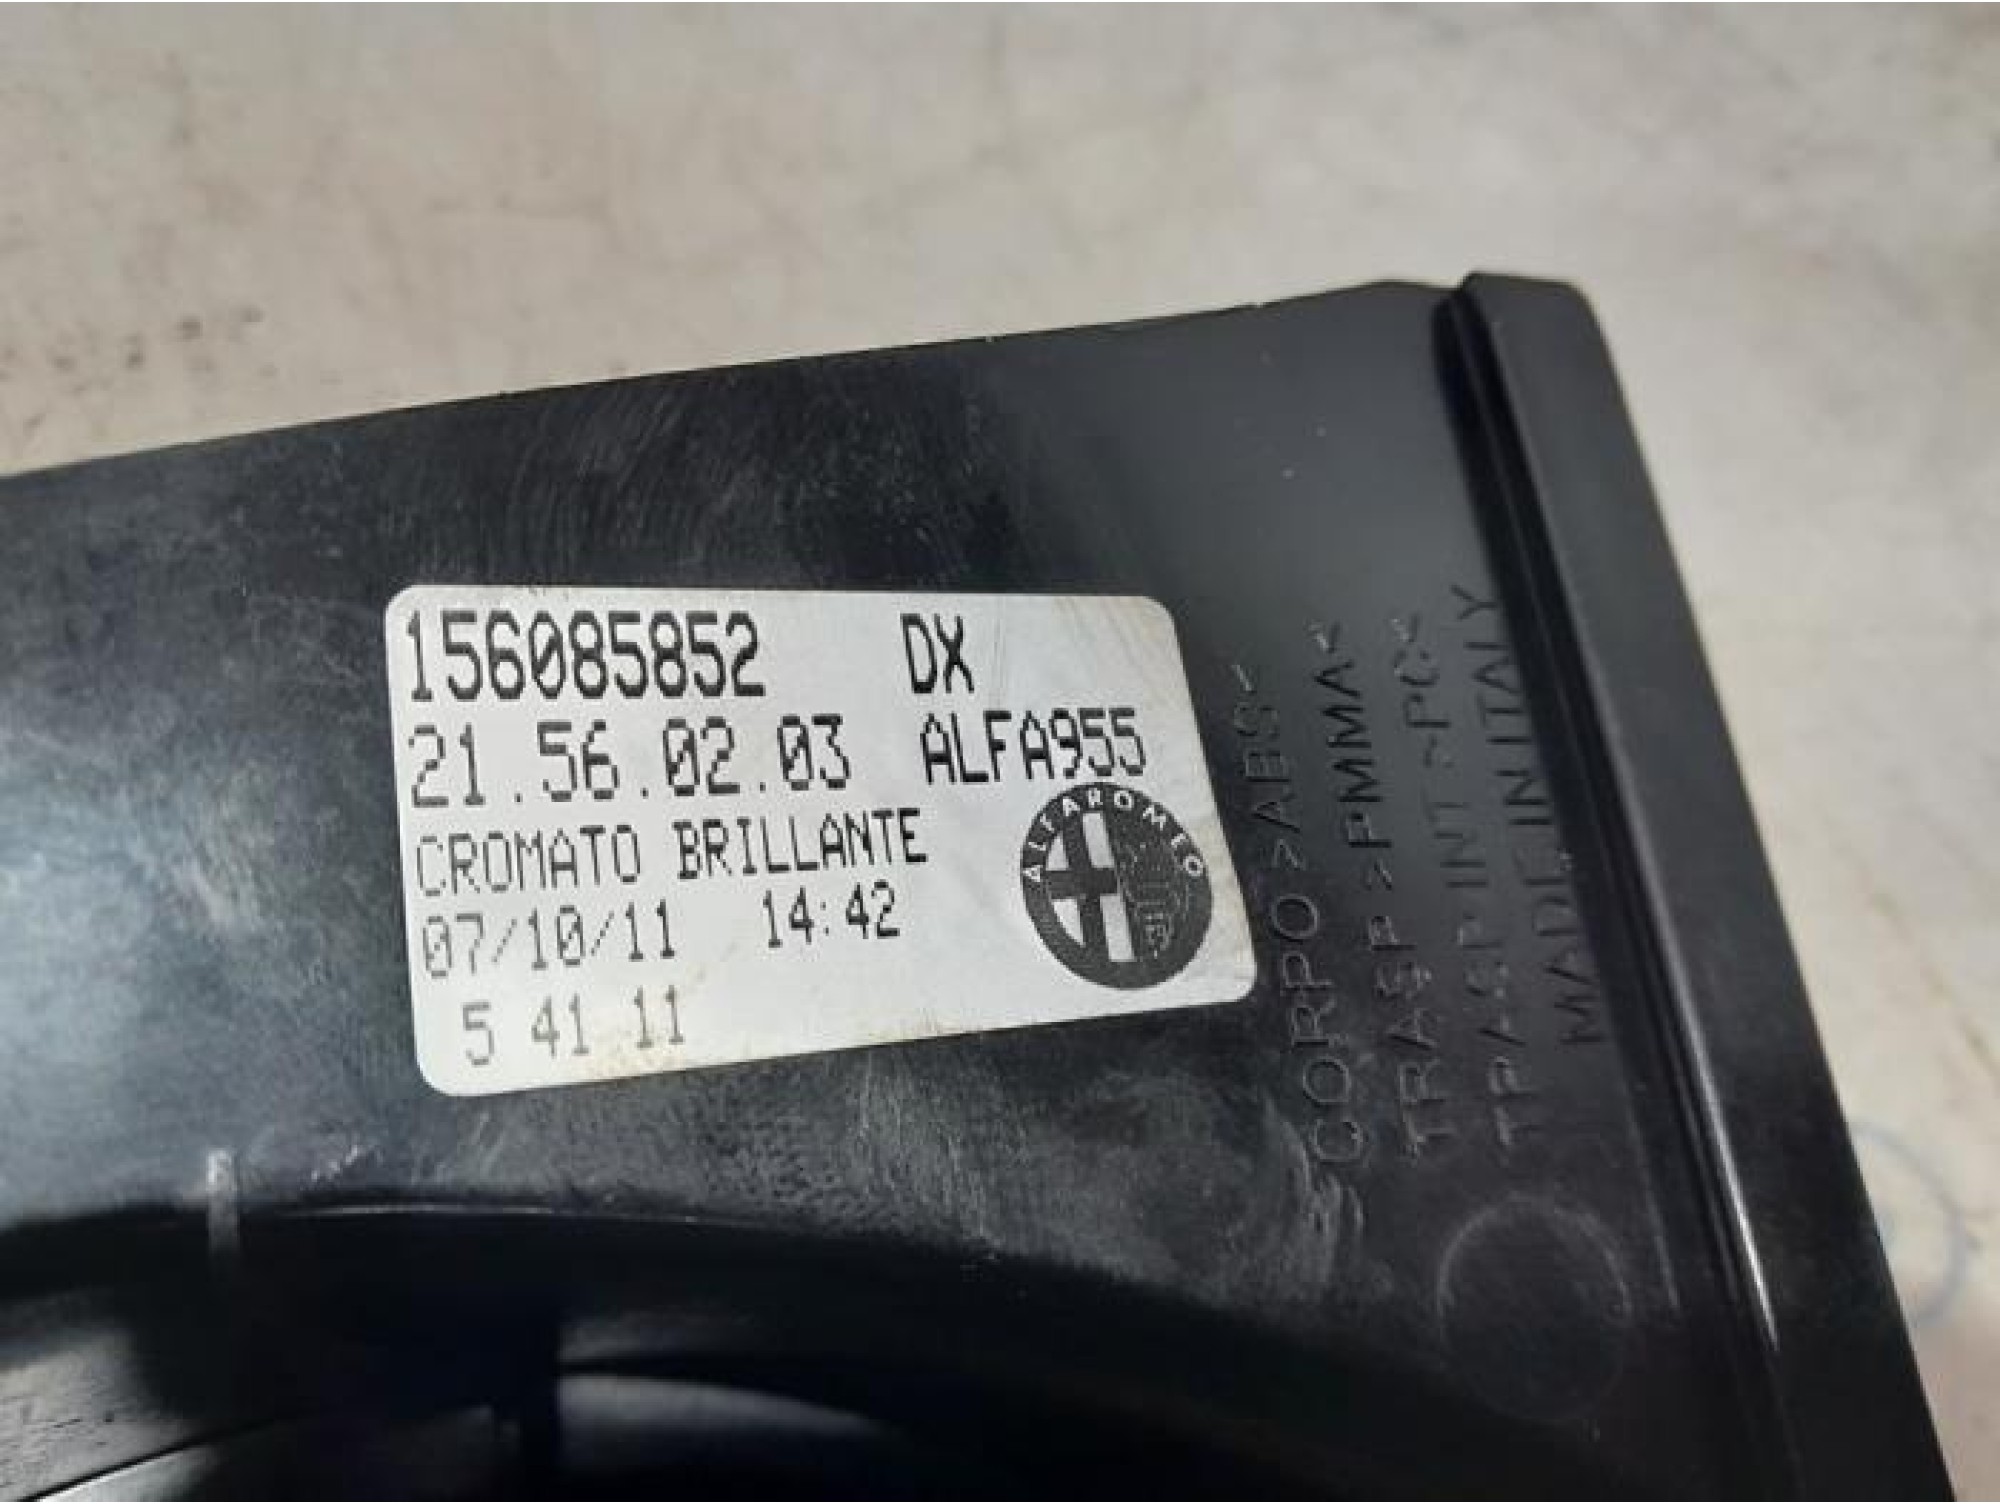 156085852 DX
21.56.02.03 ALFA955
CROMATO BRILLANTE
07/10/11 14:42
5 41 11
ALFA ROMEO
CORPO >ABS<
TRASP >PMMA<
TRASP INT >PC<
MADE IN ITALY